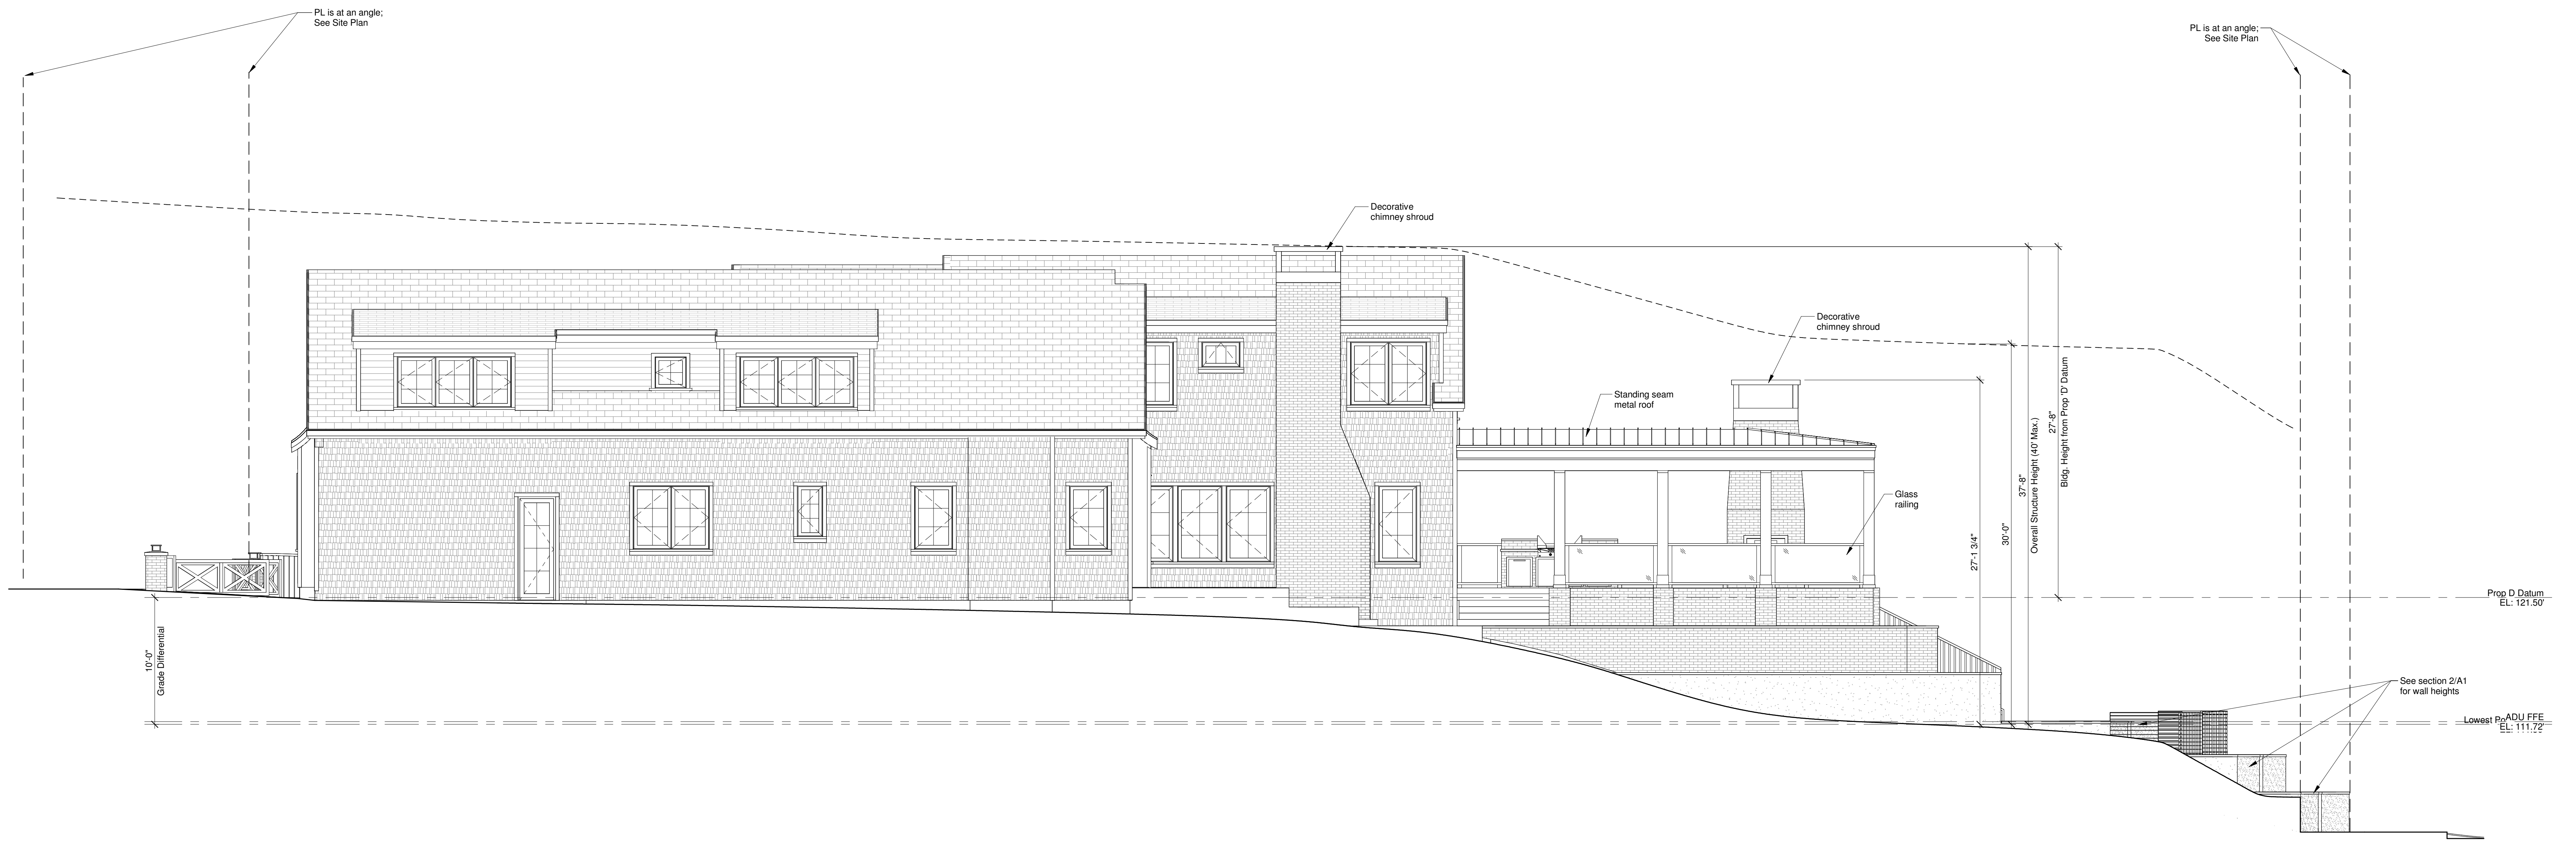 PL is at an angle;
See Site Plan
PL is at an angle;
See Site Plan
Decorative
chimney shroud
Decorative
chimney shroud
Standing seam
metal roof
Glass
railing
27'-1 3/4"
30'-0"
37'-8"
Overall Structure Height (40' Max.)
27'-8"
Bldg. Height from Prop "D" Datum
Prop D Datum
EL: 121.50'
10'-0"
Grade Differential
See section 2/A1
for wall heights
Lowest
ADU FFE
EL: 111.72'